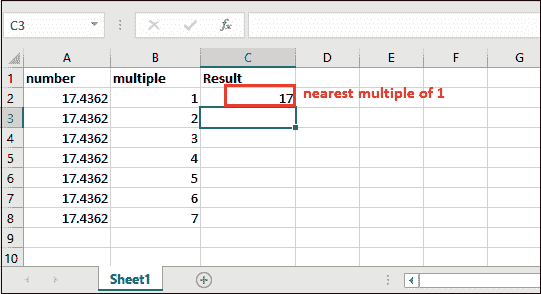 C3 fx
A B C D E F G
1 number multiple Result
2 17.4362 1 17 nearest multiple of 1
3 17.4362 2
4 17.4362 3
5 17.4362 4
6 17.4362 5
7 17.4362 6
8 17.4362 7
9
10
Sheet1